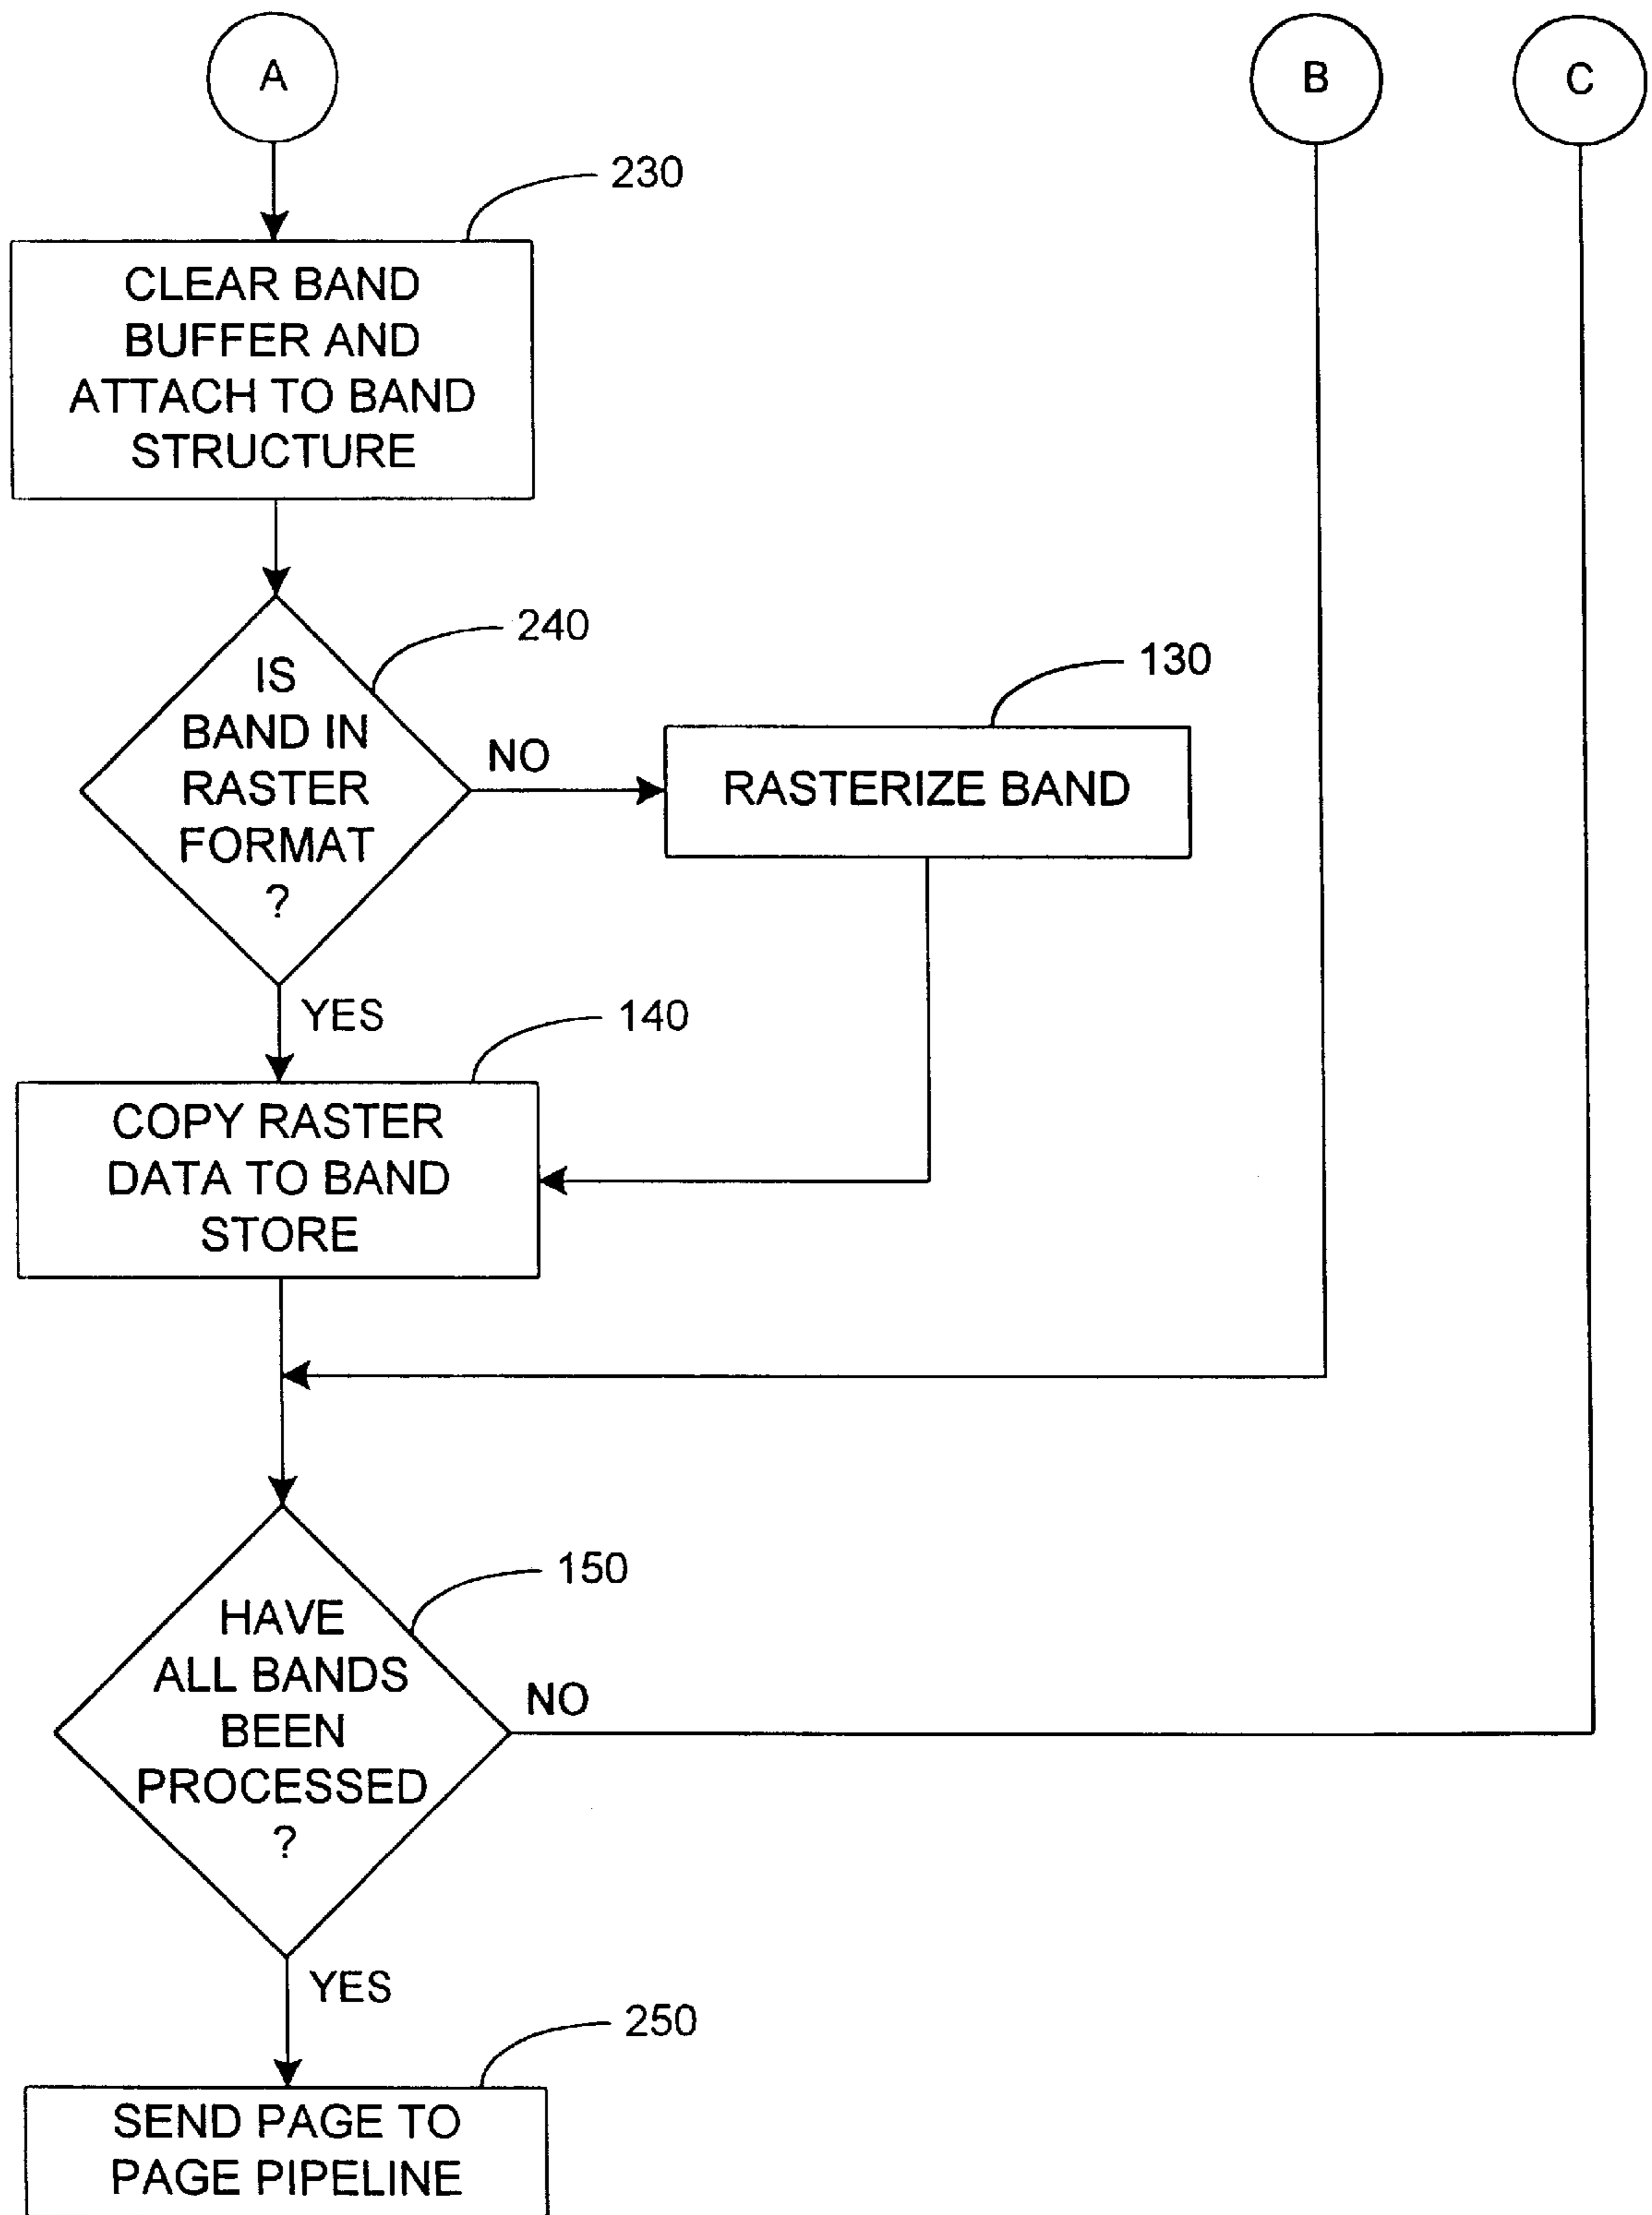 A
B
C
230
CLEAR BAND
BUFFER AND
ATTACH TO BAND
STRUCTURE
240
IS
BAND IN
RASTER
FORMAT
?
NO
130
RASTERIZE BAND
YES
140
COPY RASTER
DATA TO BAND
STORE
150
HAVE
ALL BANDS
BEEN
PROCESSED
?
NO
YES
250
SEND PAGE TO
PAGE PIPELINE